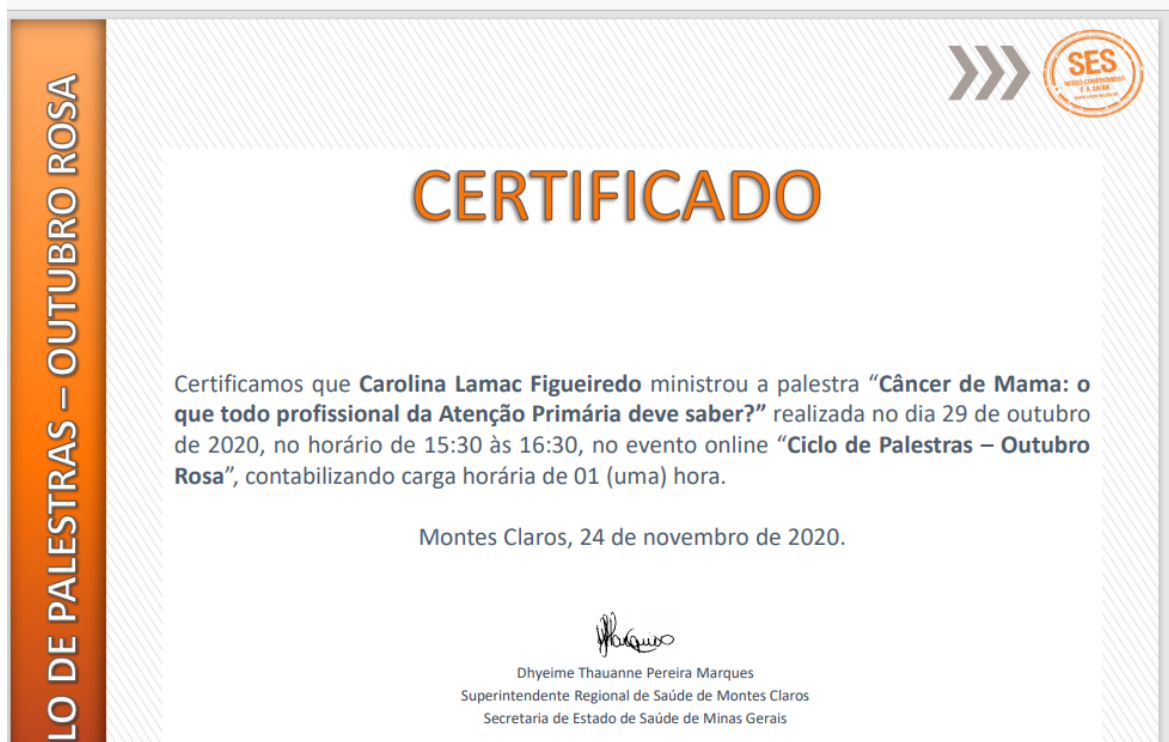 LO DE PALESTRAS – OUTUBRO ROSA
SES
NOSSO COMPROMISSO
É A SAÚDE
CERTIFICADO
Certificamos que Carolina Lamac Figueiredo ministrou a palestra “Câncer de Mama: o
que todo profissional da Atenção Primária deve saber?” realizada no dia 29 de outubro
de 2020, no horário de 15:30 às 16:30, no evento online “Ciclo de Palestras – Outubro
Rosa”, contabilizando carga horária de 01 (uma) hora.
Montes Claros, 24 de novembro de 2020.
Dhyeime Thauanne Pereira Marques
Superintendente Regional de Saúde de Montes Claros
Secretaria de Estado de Saúde de Minas Gerais